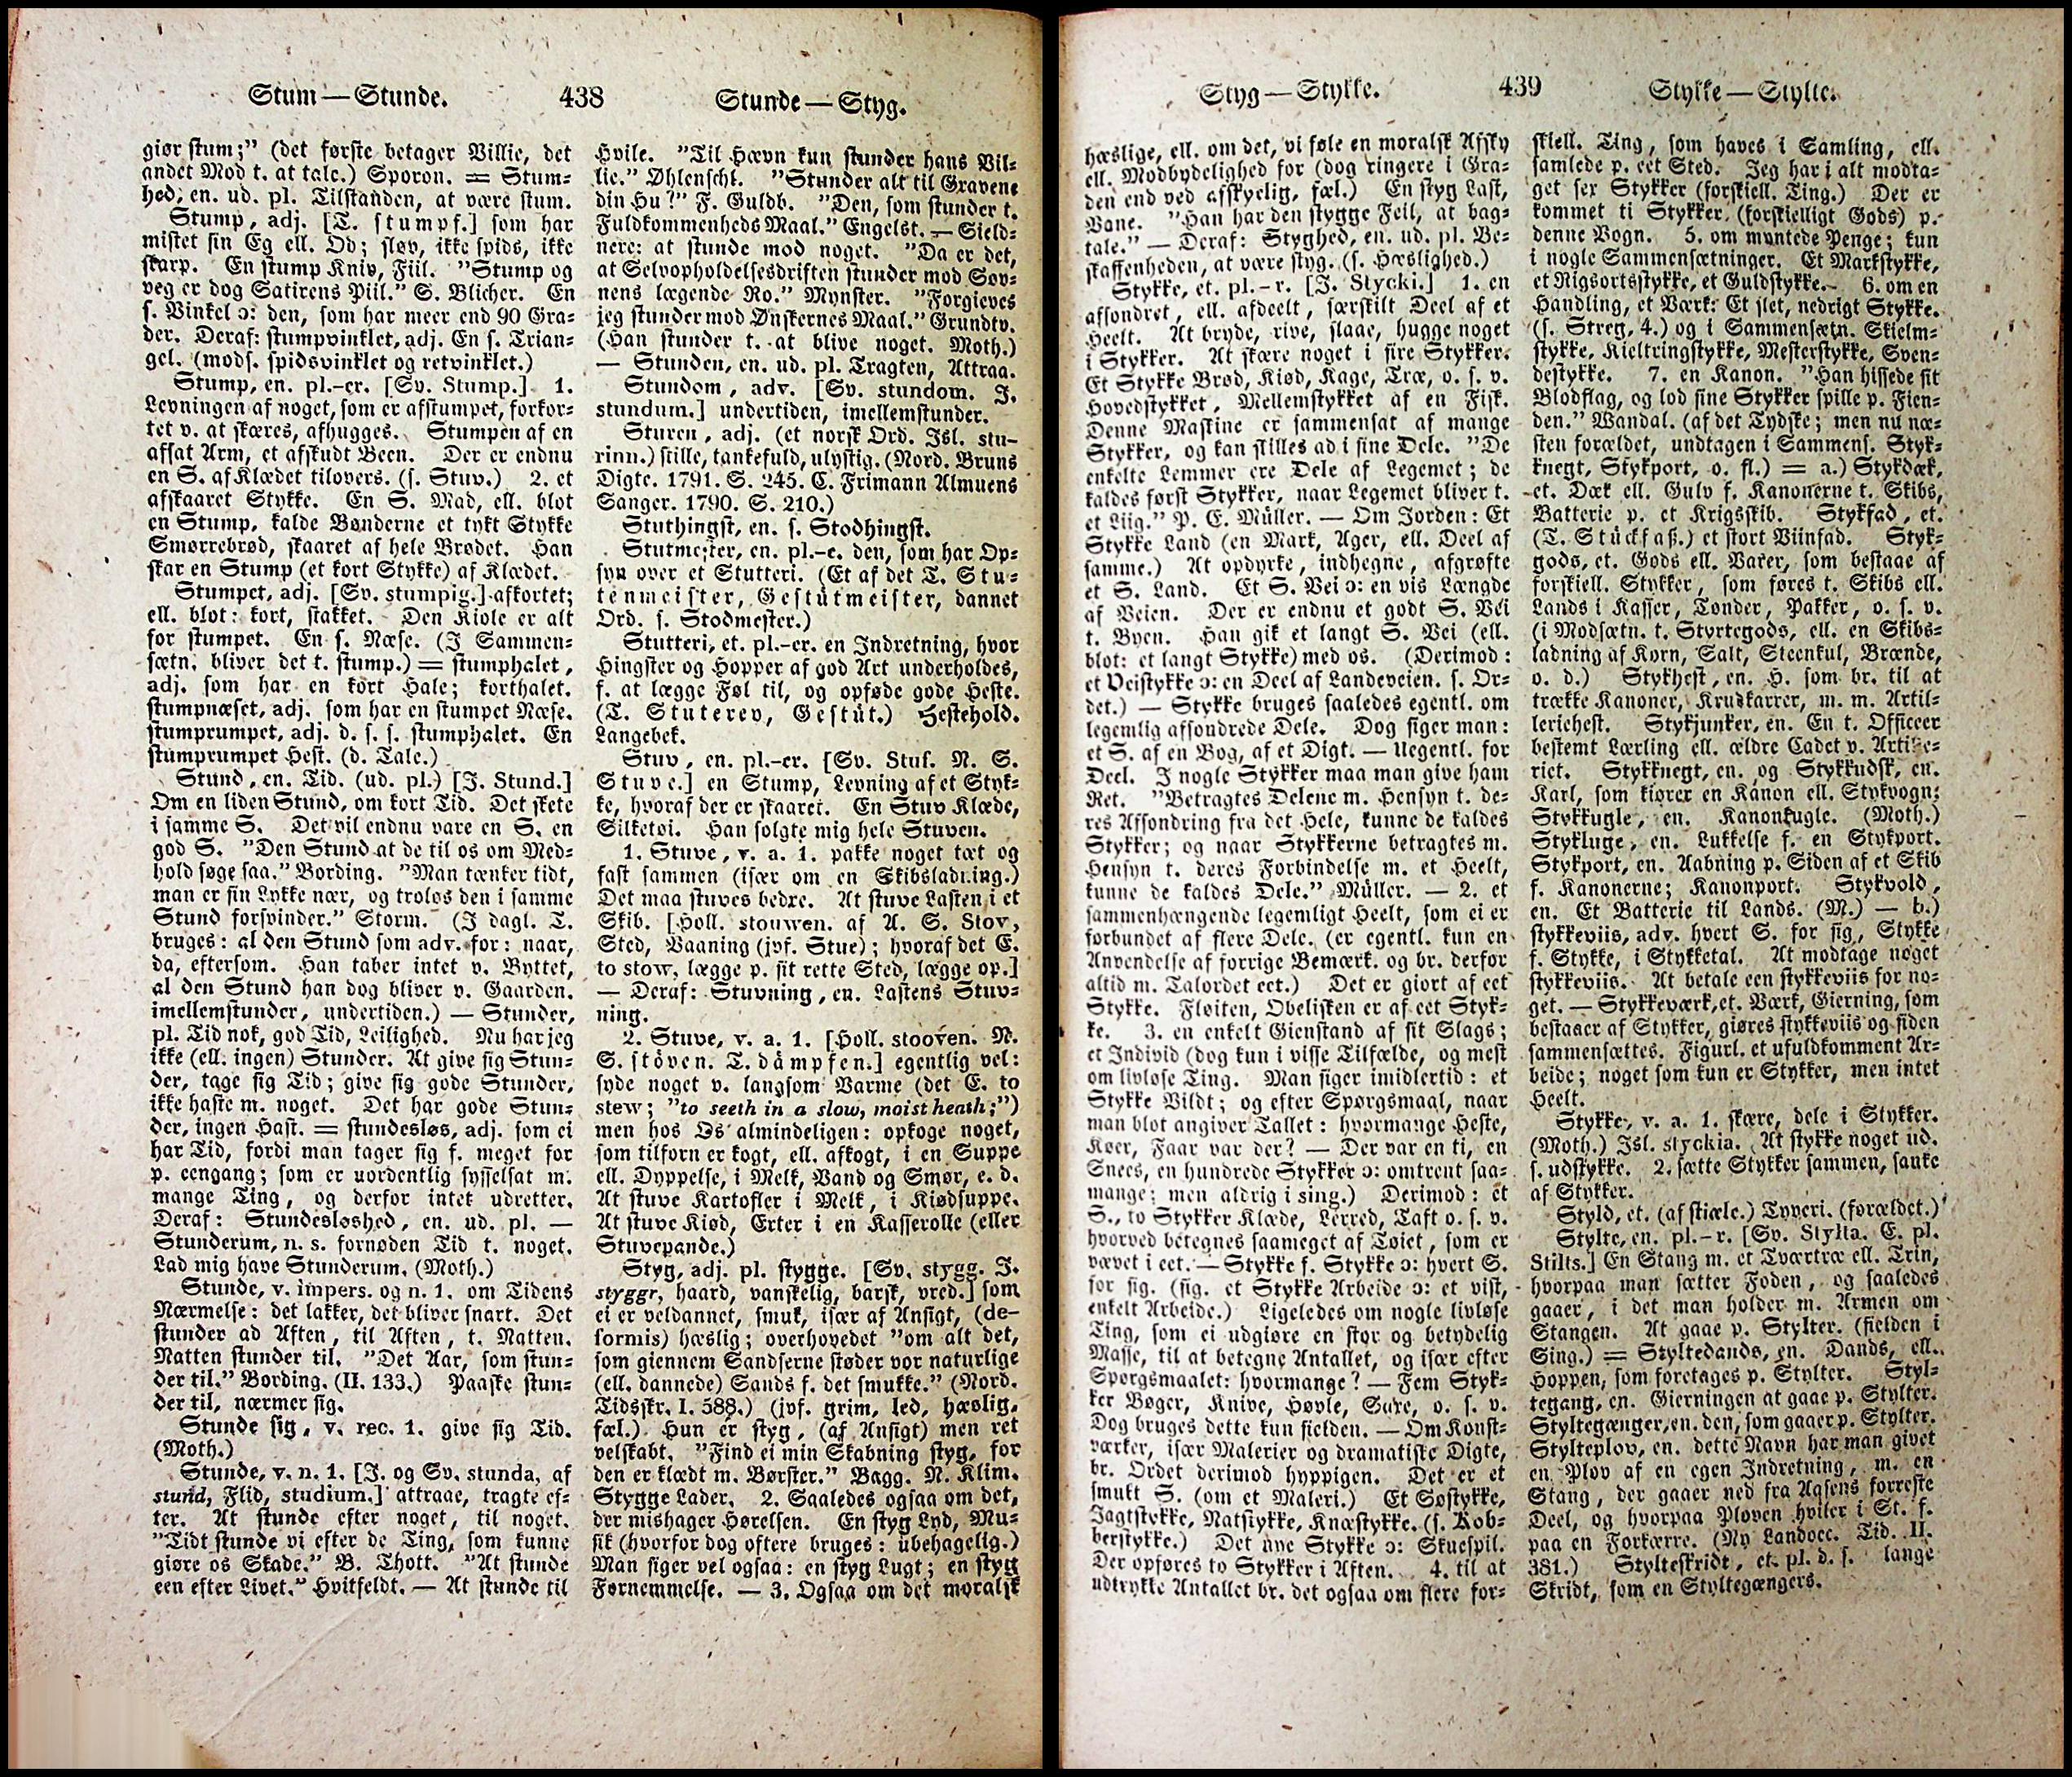 Stum — Stunde. 438 Stunde — Styg.
giør stum;" (det første betager Villie, det
andet Mod t. at tale.) Sporon. = Stum-
hed, en. ud. pl. Tilstanden, at være stum.
Stump, adj. [T. stumpf.] som har
mistet sin Eg ell. Od; sløv, ikke spids, ikke
skarp. En stump Kniv, Fiil. "Stump og
veg er dog Satirens Piil." S. Blicher. En
s. Vinkel ɔ: den, som har meer end 90 Gra-
der. Deraf: stumpvinklet, adj. En s. Trian-
gel. (mods. spidsvinklet og retvinklet.)
Stump, en. pl.-er. [Sv. Stump.] 1.
Levningen af noget, som er afstumpet, forkor-
tet v. at skæres, afhugges. Stumpen af en
afsat Arm, et afskudt Been. Der er endnu
en S. af Klædet tilovers. (s. Stuv.) 2. et
afskaaret Stykke. En S. Mad, ell. blot
en Stump, kalde Bønderne et tykt Stykke
Smørrebrød, skaaret af hele Brødet. Han
skar en Stump (et kort Stykke) af Klædet.
Stumpet, adj. [Sv. stumpig.] afkortet;
ell. blot: kort, stakket. Den Kiole er alt
for stumpet. En s. Næse. (I Sammen-
sætn. bliver det t. stump.) = stumphalet,
adj. som har en kort Hale; korthalet.
stumpnæset, adj. som har en stumpet Næse.
stumprumpet, adj. d. s. s. stumphalet. En
stumprumpet Hest. (d. Tale.)
Stund, en. Tid. (ud. pl.) [J. Stund.]
Om en liden Stund, om kort Tid. Det skete
i samme S. Det vil endnu vare en S. en
god S. "Den Stund at de til os om Med-
hold søge saa." Bording. "Man tænker tidt,
man er sin Lykke nær, og troløs den i samme
Stund forsvinder." Storm. (I dagl. T.
bruges: al den Stund som adv. for: naar,
da, eftersom. Han taber intet v. Byttet,
al den Stund han dog bliver v. Gaarden.
imellemstunder, undertiden.) — Stunder,
pl. Tid nok, god Tid, Leilighed. Nu har jeg
ikke (ell. ingen) Stunder. At give sig Stun-
der, tage sig Tid; give sig gode Stunder,
ikke haste m. noget. Det har gode Stun-
der, ingen Hast. = stundesløs, adj. som ei
har Tid, fordi man tager sig f. meget for
p. eengang; som er uordentlig sysselsat m.
mange Ting, og derfor intet udretter.
Deraf: Stundesløshed, en. ud. pl. —
Stunderum, n. s. fornøden Tid t. noget.
Lad mig have Stunderum. (Moth.)
Stunde, v. impers. og n. 1. om Tidens
Nærmelse: det lakker, det bliver snart. Det
stunder ad Aften, til Aften, t. Natten.
Natten stunder til. "Det Aar, som stun-
der til." Bording. (II. 133.) Paaske stun-
der til, nærmer sig.
Stunde sig, v. rec. 1. give sig Tid.
(Moth.)
Stunde, v. n. 1. [J. og Sv. stunda, af
stund, Flid, studium.] attraae, tragte ef-
ter. At stunde efter noget, til noget.
"Tidt stunde vi efter de Ting, som kunne
giøre os Skade." B. Thott. "At stunde
een efter Livet." Hvitfeldt. — At stunde til
Hvile. "Til Hævn kun stunder hans Vil-
lie." Øhlenschl. "Stunder alt til Gravene
din Hu?" F. Guldb. "Den, som stunder t.
Fuldkommenheds Maal." Engelst. — Sield-
nere: at stunde mod noget. "Da er det,
at Selvopholdelsesdriften stunder mod Søv-
nens lægende Ro." Mynster. "Forgieves
jeg stunder mod Ønskernes Maal." Grundtv.
(Han stunder t. at blive noget. Moth.)
— Stunden, en. ud. pl. Tragten, Attraa.
Stundom, adv. [Sv. stundom. J.
stundum.] undertiden, imellemstunder.
Sturen, adj. (et norsk Ord. Isl. stu-
rinn.) stille, tankefuld, ulystig. (Nord. Bruns
Digte. 1791. S. 245. C. Frimann Almuens
Sanger. 1790. S. 210.)
Stuthingst, en. s. Stodhingst.
Stutmester, en. pl.-e. den, som har Op-
syn over et Stutteri. (Et af det T. Stu-
tenmeister, Gestütmeister, dannet
Ord. s. Stodmester.)
Stutteri, et. pl.-er. en Indretning, hvor
Hingster og Hopper af god Art underholdes,
f. at lægge Føl til, og opføde gode Heste.
(T. Stuterey, Gestüt.) Hestehold.
Langebek.
Stuv, en. pl.-er. [Sv. Stuf. N. S.
Stuve.] en Stump, Levning af et Styk-
ke, hvoraf der er skaaret. En Stuv Klæde,
Silketøi. Han solgte mig hele Stuven.
1. Stuve, v. a. 1. pakke noget tæt og
fast sammen (især om en Skibsladning.)
Det maa stuves bedre. At stuve Lasten i et
Skib. [Holl. stouwen. af A. S. Stov,
Sted, Vaaning (jvf. Stue); hvoraf det E.
to stow, lægge p. sit rette Sted, lægge op.]
— Deraf: Stuvning, en. Lastens Stuv-
ning.
2. Stuve, v. a. 1. [Holl. stooven. N.
S. stöven. T. dämpfen.] egentlig vel:
syde noget v. langsom Varme (det E. to
stew; "to seeth in a slow, moist heath;")
men hos Os almindeligen: opkoge noget,
som tilforn er kogt, ell. afkogt, i en Suppe
ell. Dyppelse, i Melk, Vand og Smør, e. d.
At stuve Kartofler i Melk, i Kiødsuppe.
At stuve Kiød, Erter i en Kasserolle (eller
Stuvepande.)
Styg, adj. pl. stygge. [Sv. stygg. J.
styggr, haard, vanskelig, barsk, vred.] som
ei er veldannet, smuk, især af Ansigt, (de-
formis) hæslig; overhovedet "om alt det,
som giennem Sandserne støder vor naturlige
(ell. dannede) Sands f. det smukke." (Nord.
Tidsskr. I. 588.) (jvf. grim, led, hæslig,
fæl.) Hun er styg, (af Ansigt) men ret
velskabt. "Find ei min Skabning styg, for
den er klædt m. Børster." Bagg. N. Klim.
Stygge Lader. 2. Saaledes ogsaa om det,
der mishager Hørelsen. En styg Lyd, Mu-
sik (hvorfor dog oftere bruges: ubehagelig.)
Man siger vel ogsaa: en styg Lugt; en styg
Fornemmelse. — 3. Ogsaa om det moralsk
Styg — Stykke. 439 Stykke — Stylte.
hæslige, ell. om det, vi føle en moralsk Afsky
ell. Modbydelighed for (dog ringere i Gra-
den end ved afskyelig, fæl.) En styg Last,
Vane. "Han har den stygge Feil, at bag-
tale." — Deraf: Styghed, en. ud. pl. Be-
skaffenheden, at være styg. (s. Hæslighed.)
Stykke, et. pl.-r. [J. Stycki.] 1. en
afsondret, ell. afdeelt, særskilt Deel af et
Heelt. At bryde, rive, slaae, hugge noget
i Stykker. At skære noget i fire Stykker.
Et Stykke Brød, Kiød, Kage, Træ, o. s. v.
Hovedstykket, Mellemstykket af en Fisk.
Denne Maskine er sammensat af mange
Stykker, og kan skilles ad i sine Dele. "De
enkelte Lemmer ere Dele af Legemet; de
kaldes først Stykker, naar Legemet bliver t.
et Liig." P. E. Müller. — Om Jorden: Et
Stykke Land (en Mark, Ager, ell. Deel af
samme.) At opdyrke, indhegne, afgrøfte
et S. Land. Et S. Vei ɔ: en vis Længde
af Veien. Der er endnu et godt S. Vei
t. Byen. Han gik et langt S. Vei (ell.
blot: et langt Stykke) med os. (Derimod:
et Veistykke ɔ: en Deel af Landeveien. s. Or-
det.) — Stykke bruges saaledes egentl. om
legemlig afsondrede Dele. Dog siger man:
et S. af en Bog, af et Digt. — Uegentl. for
Deel. I nogle Stykker maa man give ham
Ret. "Betragtes Delene m. Hensyn t. de-
res Afsondring fra det Hele, kunne de kaldes
Stykker; og naar Stykkerne betragtes m.
Hensyn t. deres Forbindelse m. et Heelt,
kunne de kaldes Dele." Müller. — 2. et
sammenhængende legemligt Heelt, som ei er
forbundet af flere Dele. (er egentl. kun en
Anvendelse af forrige Bemærk. og br. derfor
altid m. Talordet eet.) Det er giort af eet
Stykke. Fløiten, Obelisken er af eet Styk-
ke. 3. en enkelt Gienstand af sit Slags;
et Individ (dog kun i visse Tilfælde, og mest
om livløse Ting. Man siger imidlertid: et
Stykke Vildt; og efter Spørgsmaal, naar
man blot angiver Tallet: hvormange Heste,
Køer, Faar var der? — Der var en ti, en
Snees, en hundrede Stykker ɔ: omtrent saa-
mange; men aldrig i sing.) Derimod: et
S., to Stykker Klæde, Lerred, Taft o. s. v.
hvorved betegnes saameget af Tøiet, som er
vævet i eet. — Stykke f. Stykke ɔ: hvert S.
for sig. (sig. et Stykke Arbeide ɔ: et vist,
enkelt Arbeide.) Ligeledes om nogle livløse
Ting, som ei udgiøre en stor og betydelig
Masse, til at betegne Antallet, og især efter
Spørgsmaalet: hvormange? — Fem Styk-
ker Bøger, Knive, Høvle, Save, o. s. v.
Dog bruges dette kun sielden. — Om Konst-
værker, især Malerier og dramatiske Digte,
br. Ordet derimod hyppigen. Det er et
smukt S. (om et Maleri.) Et Søstykke,
Jagtstykke, Natstykke, Knæstykke. (s. Kob-
berstykke.) Det nye Stykke ɔ: Skuespil.
Der opføres to Stykker i Aften. 4. til at
udtrykke Antallet br. det ogsaa om flere for-
skiell. Ting, som haves i Samling, ell.
samlede p. eet Sted. Jeg har i alt modta-
get sex Stykker (forskiell. Ting.) Der er
kommet ti Stykker (forskielligt Gods) p.
denne Vogn. 5. om myntede Penge; kun
i nogle Sammensætninger. Et Markstykke,
et Rigsortsstykke, et Guldstykke. 6. om en
Handling, et Værk: Et slet, nedrigt Stykke.
(s. Streg, 4.) og i Sammensætn. Skielm-
stykke, Kieltringstykke, Mesterstykke, Sven-
destykke. 7. en Kanon. "Han hissede sit
Blodflag, og lod sine Stykker spille p. Fien-
den." Wandal. (af det Tydske; men nu næ-
sten forældet, undtagen i Sammens. Styk-
knegt, Stykport, o. fl.) = a.) Stykdæk,
et. Dæk ell. Gulv f. Kanonerne t. Skibs,
Batterie p. et Krigsskib. Stykfad, et.
(T. Stückfaß.) et stort Viinfad. Styk-
gods, et. Gods ell. Varer, som bestaae af
forskiell. Stykker, som føres t. Skibs ell.
Lands i Kasser, Tønder, Pakker, o. s. v.
(i Modsætn. t. Styrtegods, ell. en Skibs-
ladning af Korn, Salt, Steenkul, Brænde,
o. d.) Stykhest, en. H. som br. til at
trække Kanoner, Krudkarrer, m. m. Artil-
leriehest. Stykjunker, en. En t. Officeer
bestemt Lærling ell. ældre Cadet v. Artille-
riet. Stykknegt, en. og Stykkudsk, en.
Karl, som kiører en Kanon ell. Stykvogn:
Stykkugle, en. Kanonkugle. (Moth.)
Stykluge, en. Lukkelse f. en Stykport.
Stykport, en. Aabning p. Siden af et Skib
f. Kanonerne; Kanonport. Stykvold,
en. Et Batterie til Lands. (M.) — b.)
stykkeviis, adv. hvert S. for sig, Stykke
f. Stykke, i Stykketal. At modtage noget
stykkeviis. At betale een stykkeviis for no-
get. — Stykkeværk, et. Værk, Gierning, som
bestaaer af Stykker, giøres stykkeviis og siden
sammensættes. Figurl. et ufuldkomment Ar-
beide; noget som kun er Stykker, men intet
Heelt.
Stykke, v. a. 1. skære, dele i Stykker.
(Moth.) Isl. styckia. At stykke noget ud.
s. udstykke. 2. sætte Stykker sammen, sanke
af Stykker.
Styld, et. (af stiæle.) Tyveri. (forældet.)
Stylte, en. pl.-r. [Sv. Stylta. E. pl.
Stilts.] En Stang m. et Tværtræ ell. Trin,
hvorpaa man sætter Foden, og saaledes
gaaer, i det man holder m. Armen om
Stangen. At gaae p. Stylter. (sielden i
Sing.) = Styltedands, en. Dands, ell.
Hoppen, som foretages p. Stylter. Styl-
tegang, en. Gierningen at gaae p. Stylter.
Styltegænger, en. den, som gaaer p. Stylter.
Stylteplov, en. dette Navn har man givet
en Plov af en egen Indretning, m. en
Stang, der gaaer ned fra Aasens forreste
Deel, og hvorpaa Ploven hviler i St. f.
paa en Forkærre. (Ny Landoec. Tid. II.
381.) Stylteskridt, et. pl. d. s. lange
Skridt, som en Styltegængers.